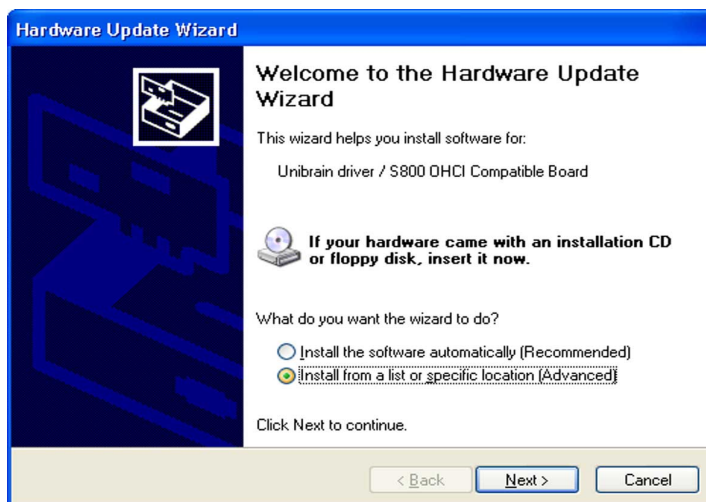 Hardware Update Wizard
Welcome to the Hardware Update
Wizard
This wizard helps you install software for:
Unibrain driver / S800 OHCI Compatible Board
If your hardware came with an installation CD
or floppy disk, insert it now.
What do you want the wizard to do?
Install the software automatically (Recommended)
Install from a list or specific location (Advanced)
Click Next to continue.
< Back Next > Cancel